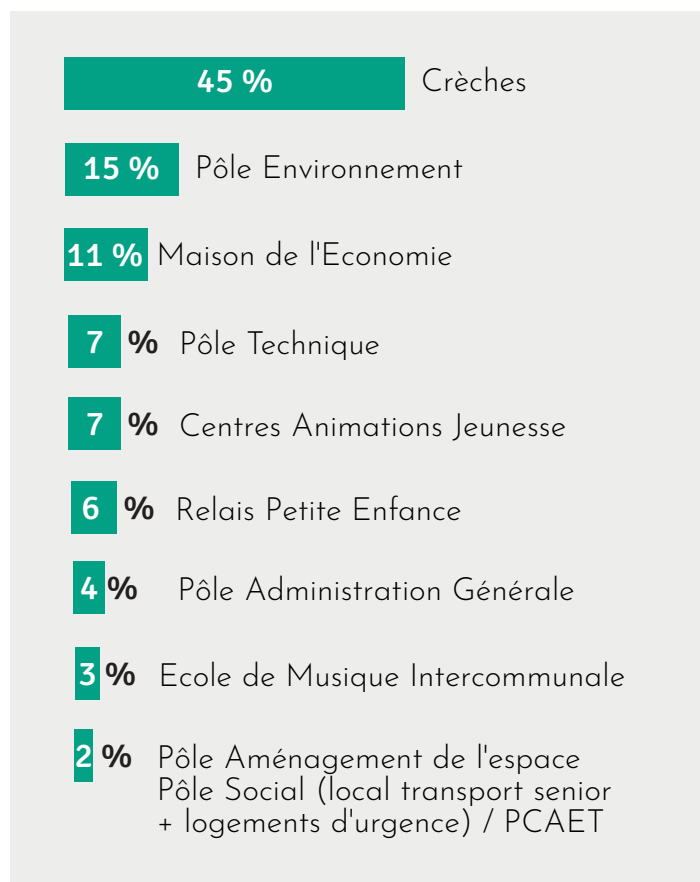 45 % Crèches
15 % Pôle Environnement
11 % Maison de l'Economie
7 % Pôle Technique
7 % Centres Animations Jeunesse
6 % Relais Petite Enfance
4 % Pôle Administration Générale
3 % Ecole de Musique Intercommunale
2 % Pôle Aménagement de l'espace
Pôle Social (local transport senior
+ logements d'urgence) / PCAET